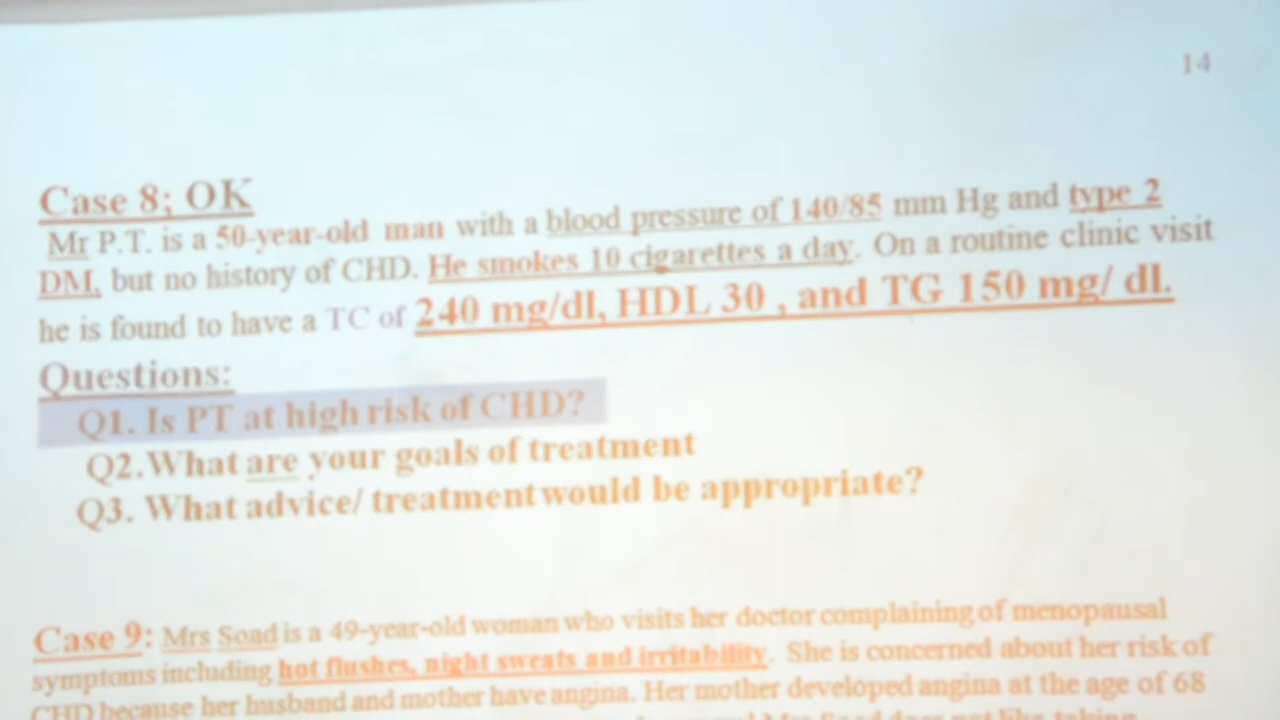 14
Case 8; OK
Mr P.T. is a 50-year-old man with a blood pressure of 140/85 mm Hg and type 2
DM, but no history of CHD. He smokes 10 cigarettes a day. On a routine clinic visit
he is found to have a TC of 240 mg/dl, HDL 30 , and TG 150 mg/ dl.
Questions:
Q1. Is PT at high risk of CHD?
Q2. What are your goals of treatment
Q3. What advice/ treatment would be appropriate?
Case 9: Mrs Soad is a 49-year-old woman who visits her doctor complaining of menopausal
symptoms including hot flushes, night sweats and irritability. She is concerned about her risk of
CHD because her husband and mother have angina. Her mother developed angina at the age of 68
Mrs Soad does not like taking